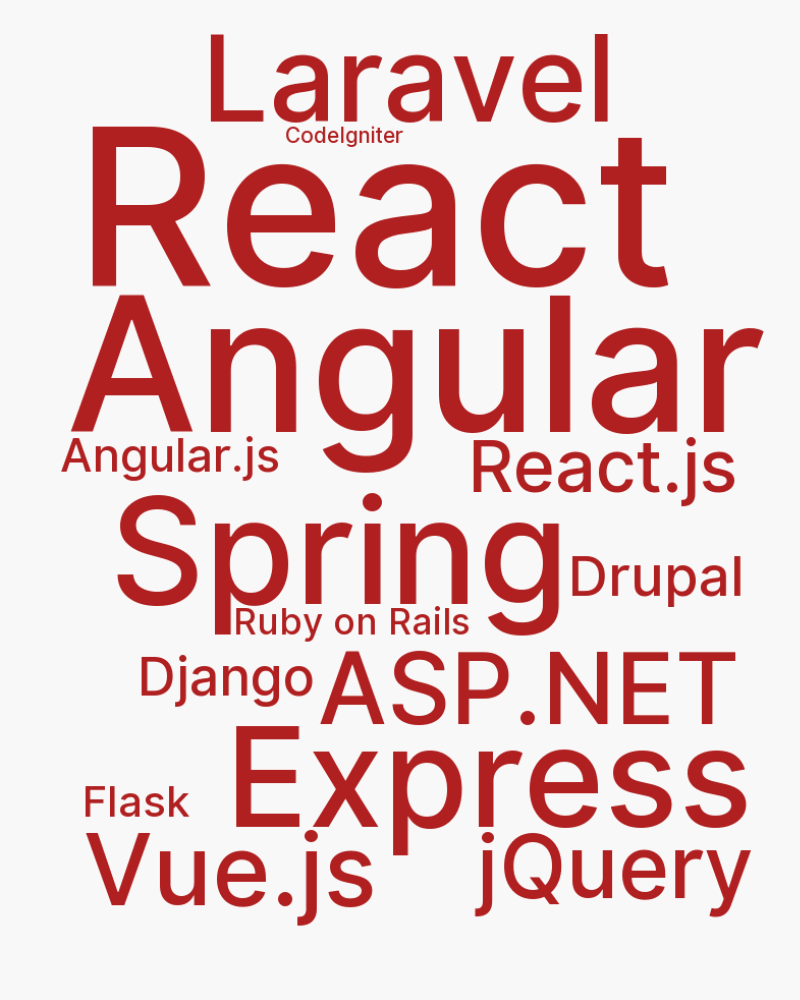 Laravel
CodeIgniter
React
Angular
Angular.js
React.js
Spring
Drupal
Ruby on Rails
Django
ASP.NET
Express
Flask
Vue.js
jQuery